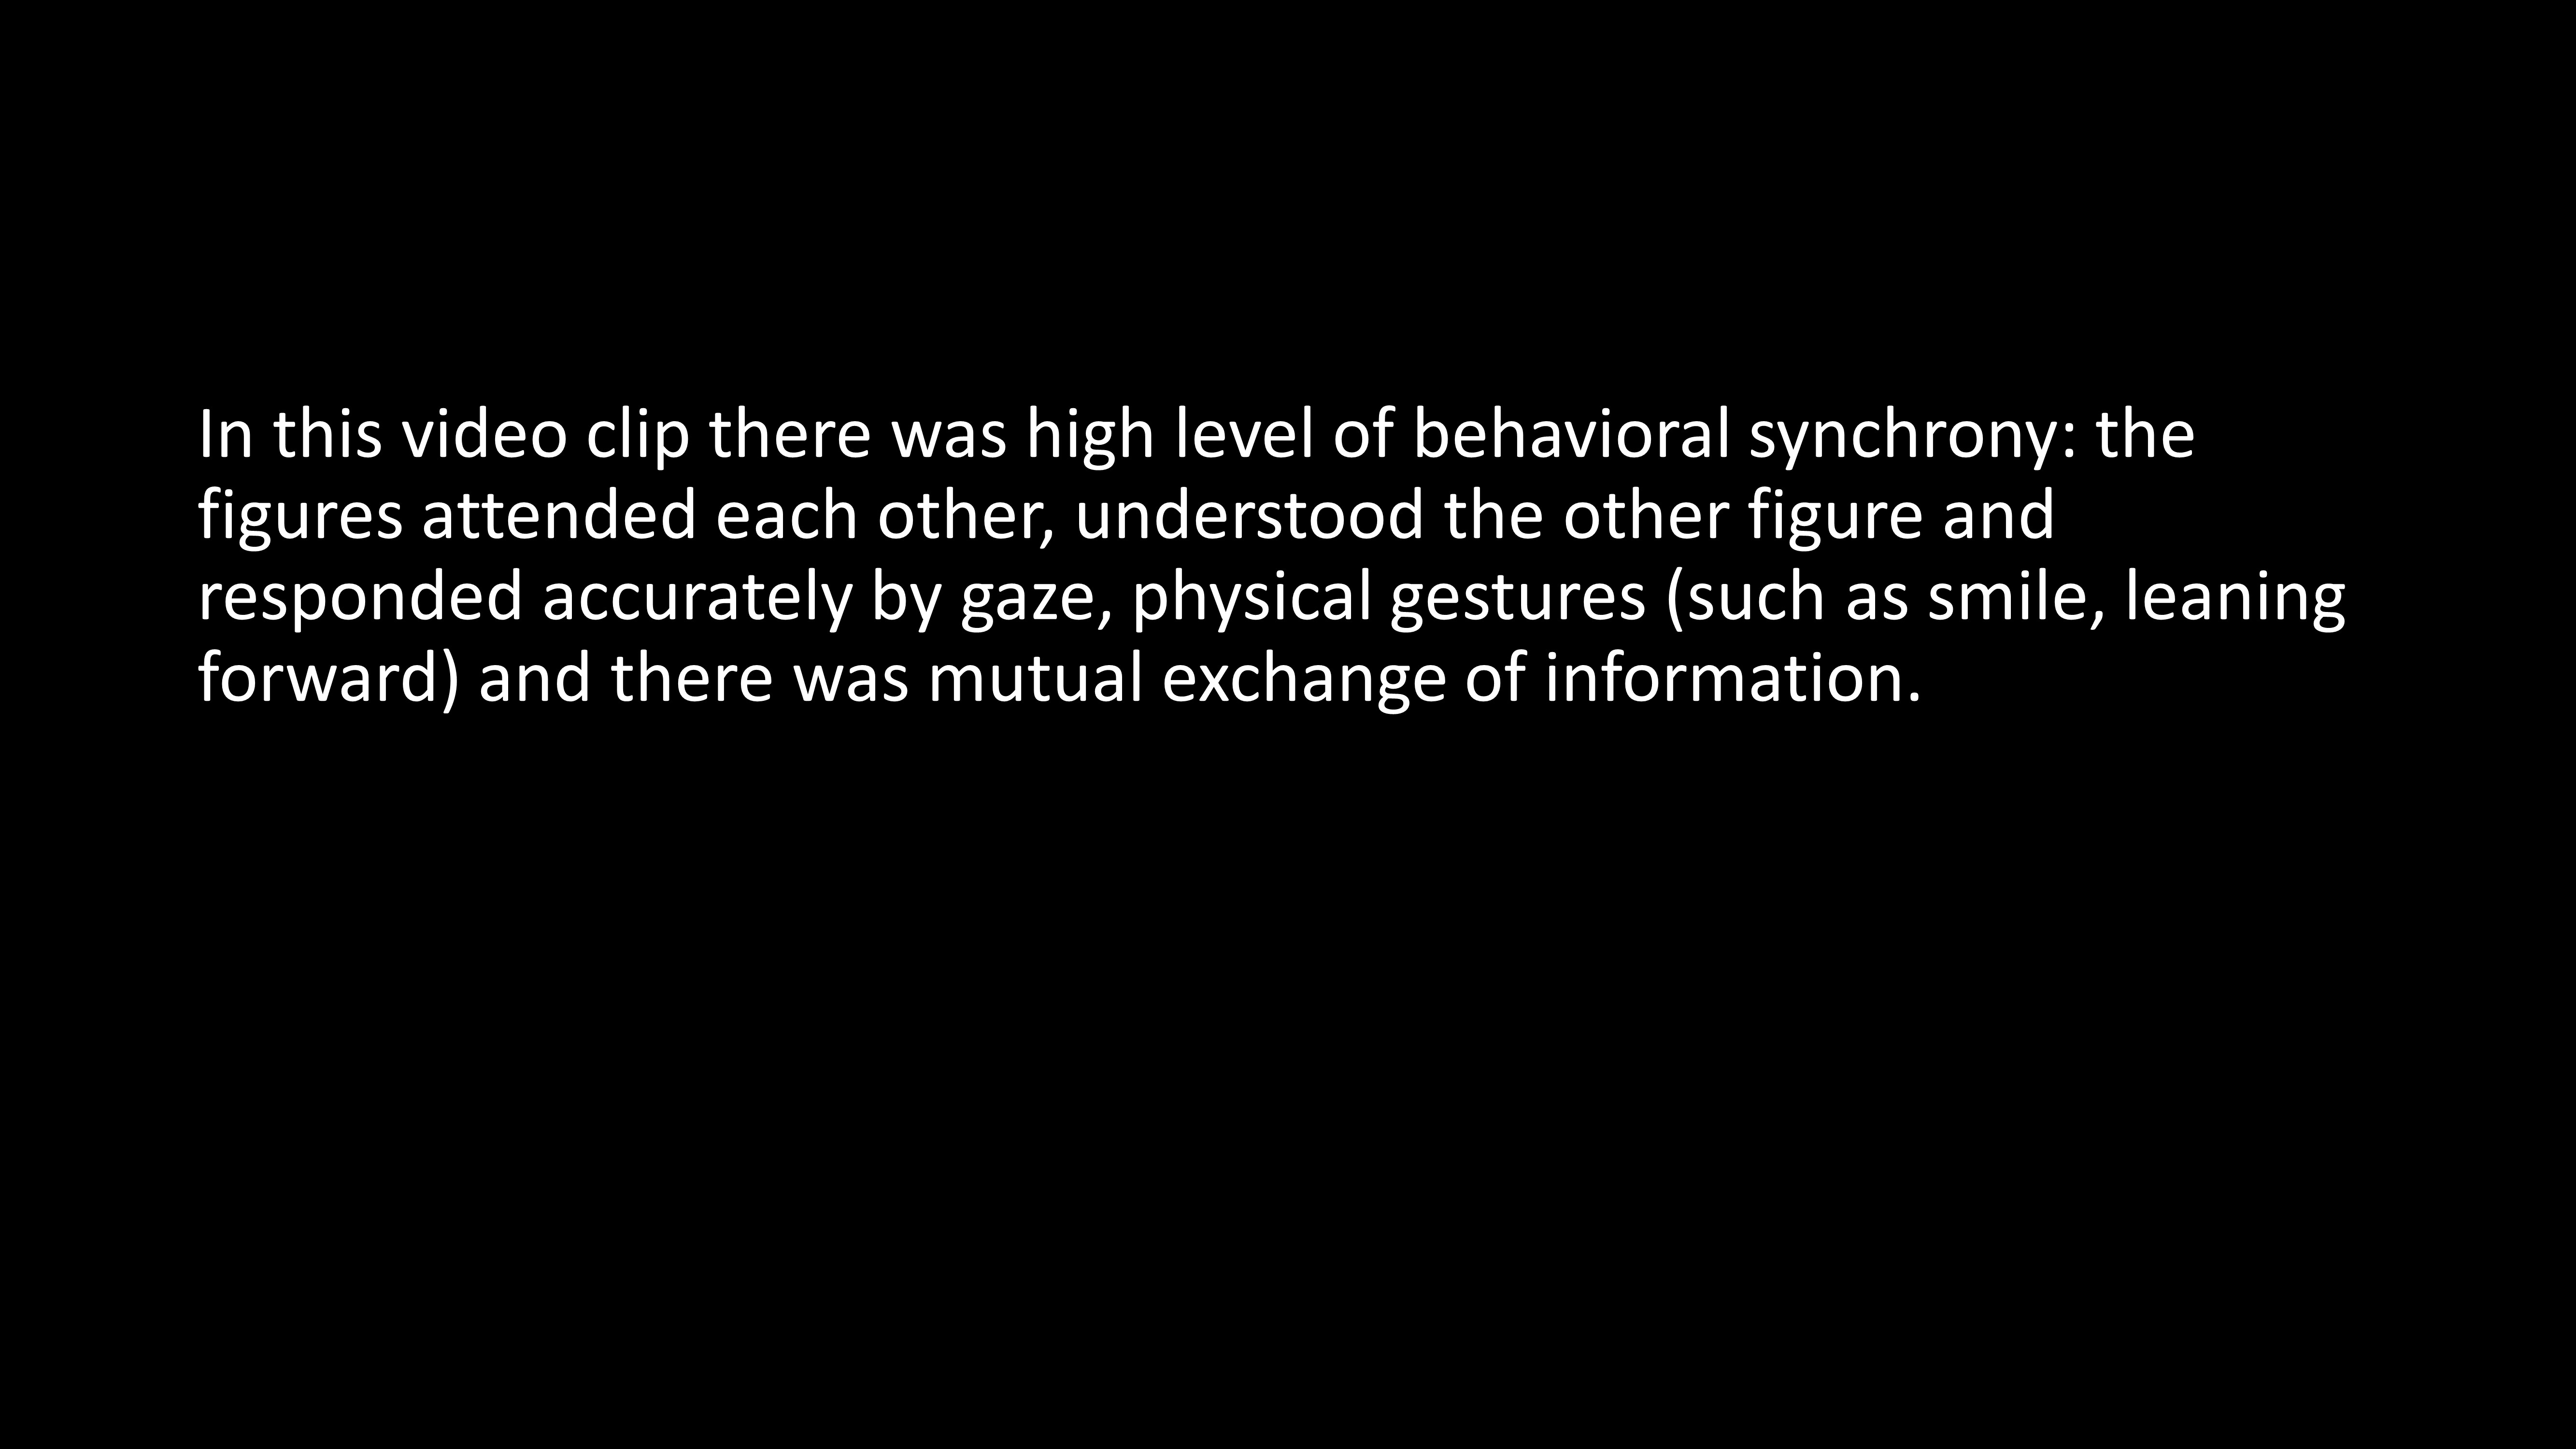 In this video clip there was high level of behavioral synchrony: the
figures attended each other, understood the other figure and
responded accurately by gaze, physical gestures (such as smile, leaning
forward) and there was mutual exchange of information.